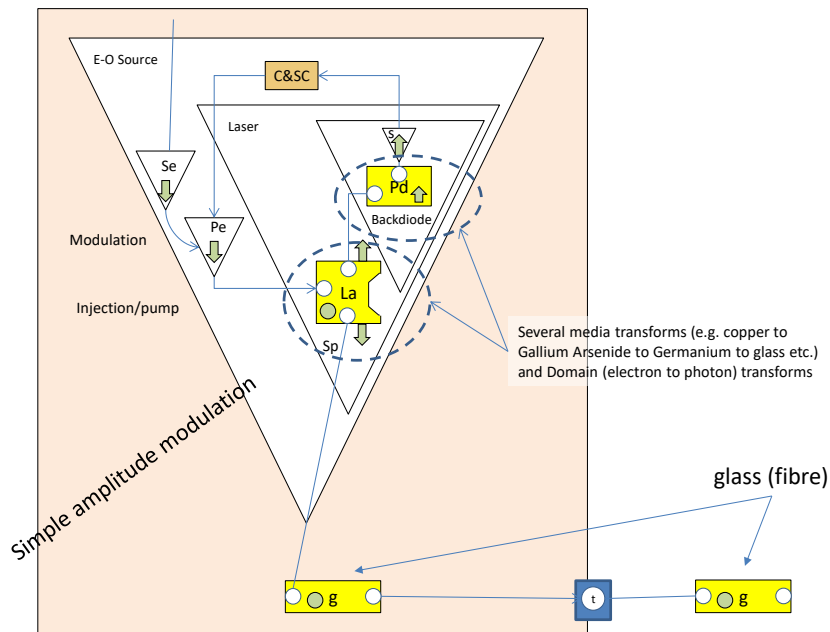 E-O Source
C&SC
Laser
s
Se
Pd
Backdiode
Pe
Modulation
La
Injection/pump
Sp
Several media transforms (e.g. copper to
Gallium Arsenide to Germanium to glass etc.)
and Domain (electron to photon) transforms
Simple amplitude modulation
glass (fibre)
g
t
g